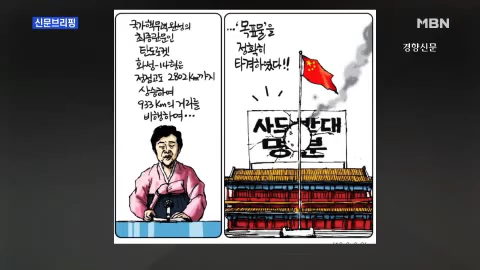 신문브리핑
MBN
경향신문
국가핵무력완성의
최종관문인
탄도로켓
화성-14형은
정점고도 2802km까지
상승하여
933km의 거리를
비행하여...
...'목표물'을
정확히
타격하였다!!
사드반대
명분